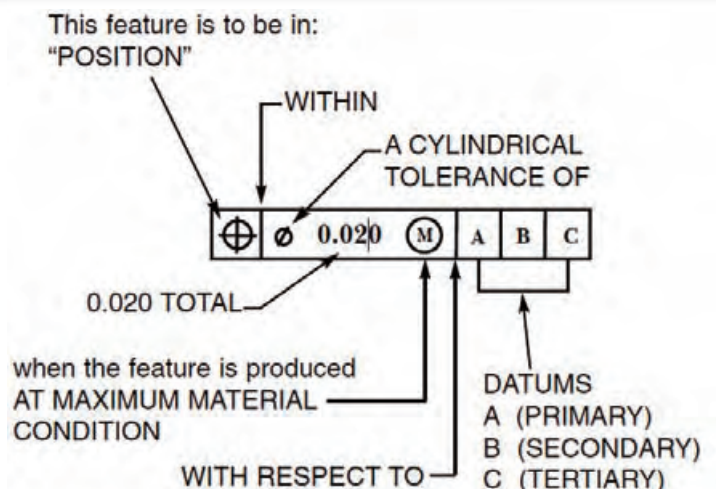 This feature is to be in:
“POSITION”
WITHIN
A CYLINDRICAL
TOLERANCE OF
⌀ 0.020 Ⓜ A B C
0.020 TOTAL
when the feature is produced
AT MAXIMUM MATERIAL
CONDITION
DATUMS
A (PRIMARY)
B (SECONDARY)
C (TERTIARY)
WITH RESPECT TO